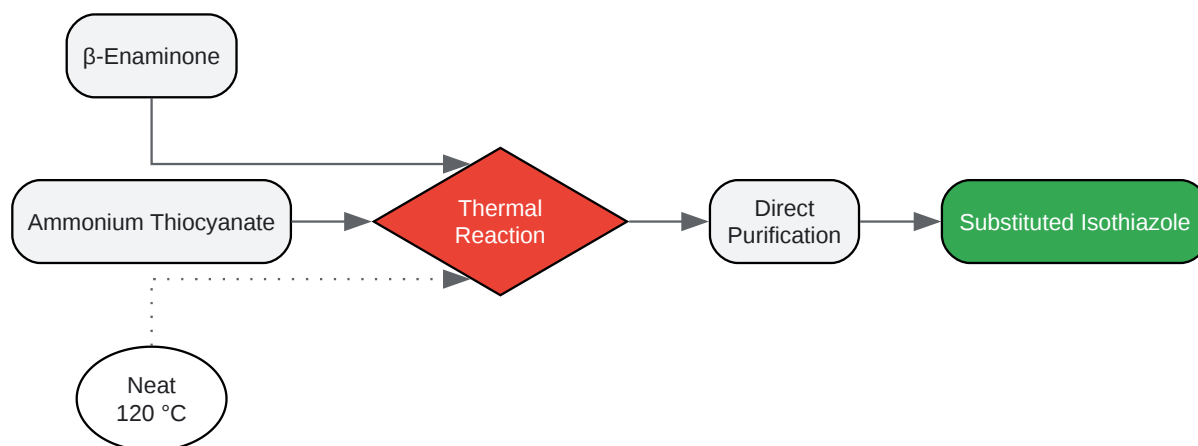 β-Enaminone
Ammonium Thiocyanate
Thermal
Reaction
Direct
Purification
Substituted Isothiazole
Neat
120 °C